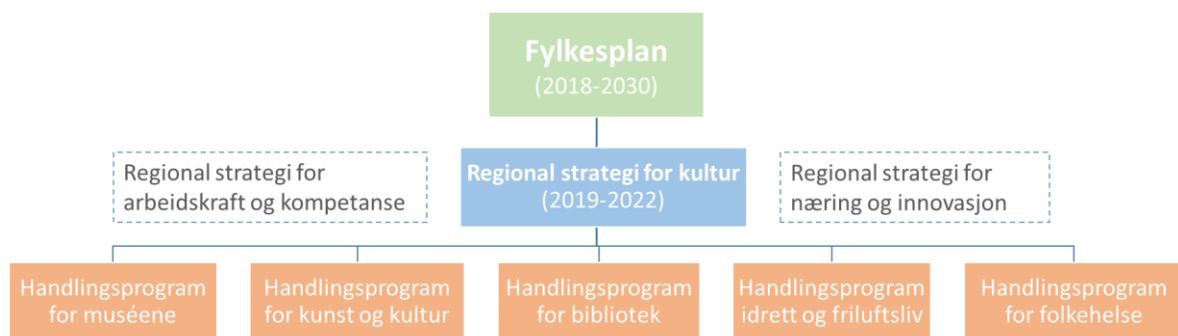 Fylkesplan
(2018-2030)
Regional strategi for
arbeidskraft og kompetanse
Regional strategi for kultur
(2019-2022)
Regional strategi for
næring og innovasjon
Handlingsprogram
for muséene
Handlingsprogram
for kunst og kultur
Handlingsprogram
for bibliotek
Handlingsprogram
idrett og friluftsliv
Handlingsprogram
for folkehelse